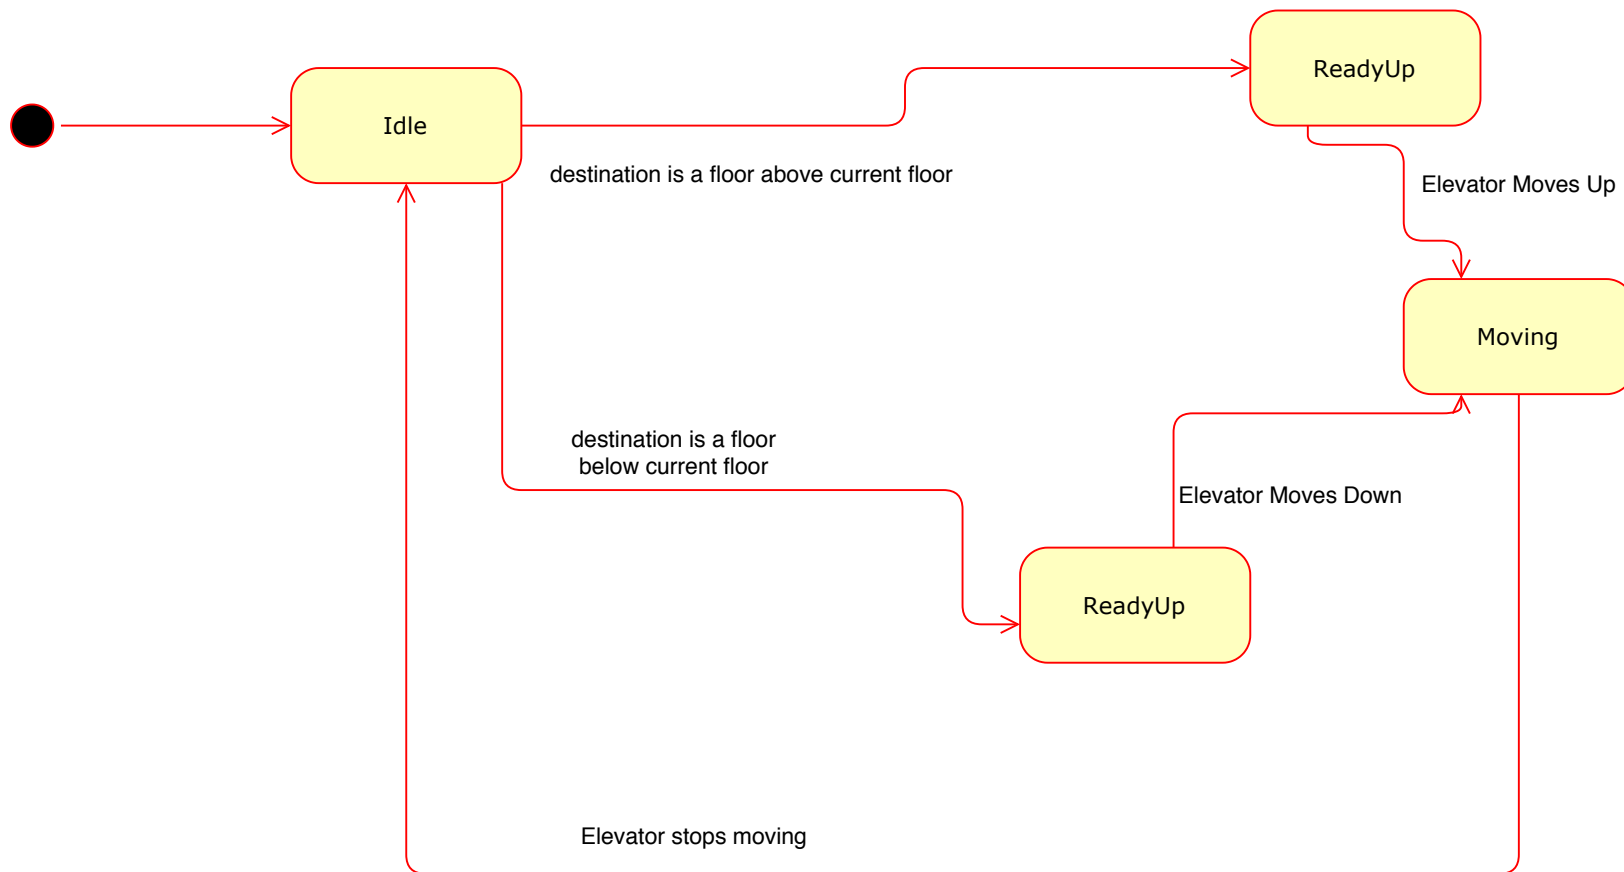 ReadyUp
Idle
destination is a floor above current floor
Elevator Moves Up
Moving
destination is a floor
below current floor
Elevator Moves Down
ReadyUp
Elevator stops moving